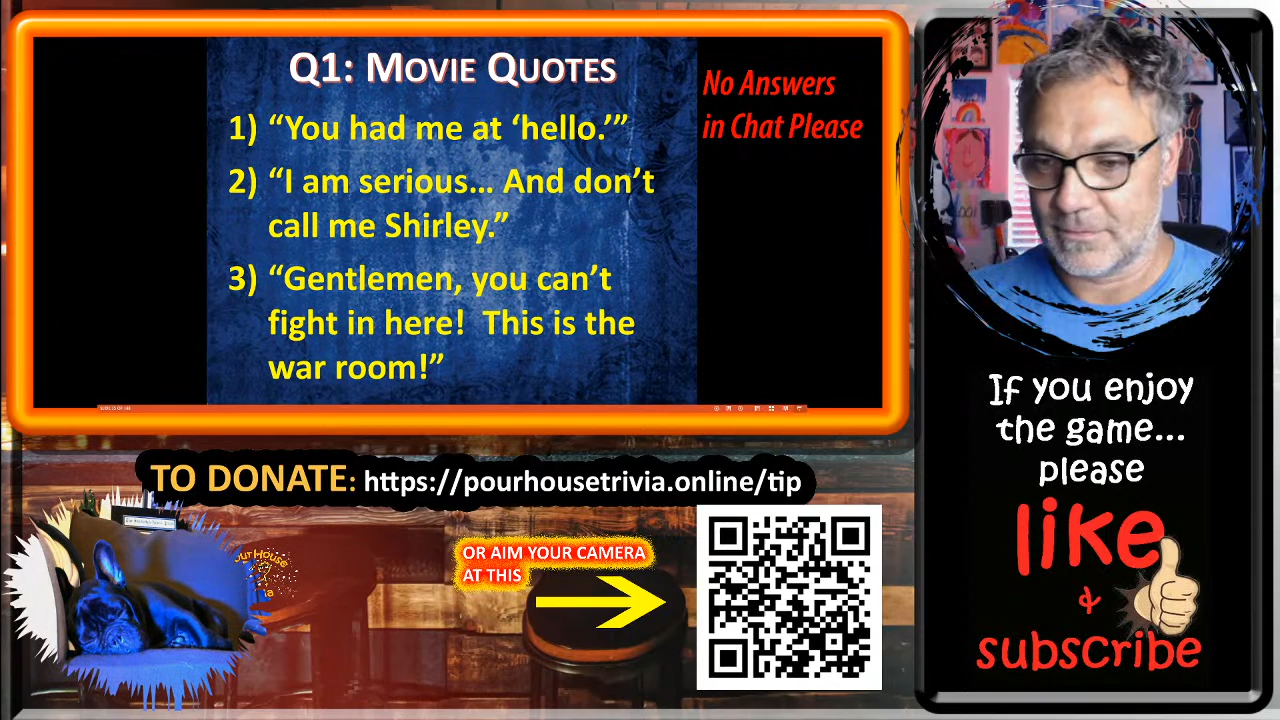 Q1: MOVIE QUOTES
1) “You had me at ‘hello.’”
2) “I am serious... And don’t
call me Shirley.”
3) “Gentlemen, you can’t
fight in here!  This is the
war room!”
No Answers
in Chat Please
TO DONATE: https://pourhousetrivia.online/tip
OR AIM YOUR CAMERA
AT THIS
If you enjoy
the game...
please
like
&
subscribe